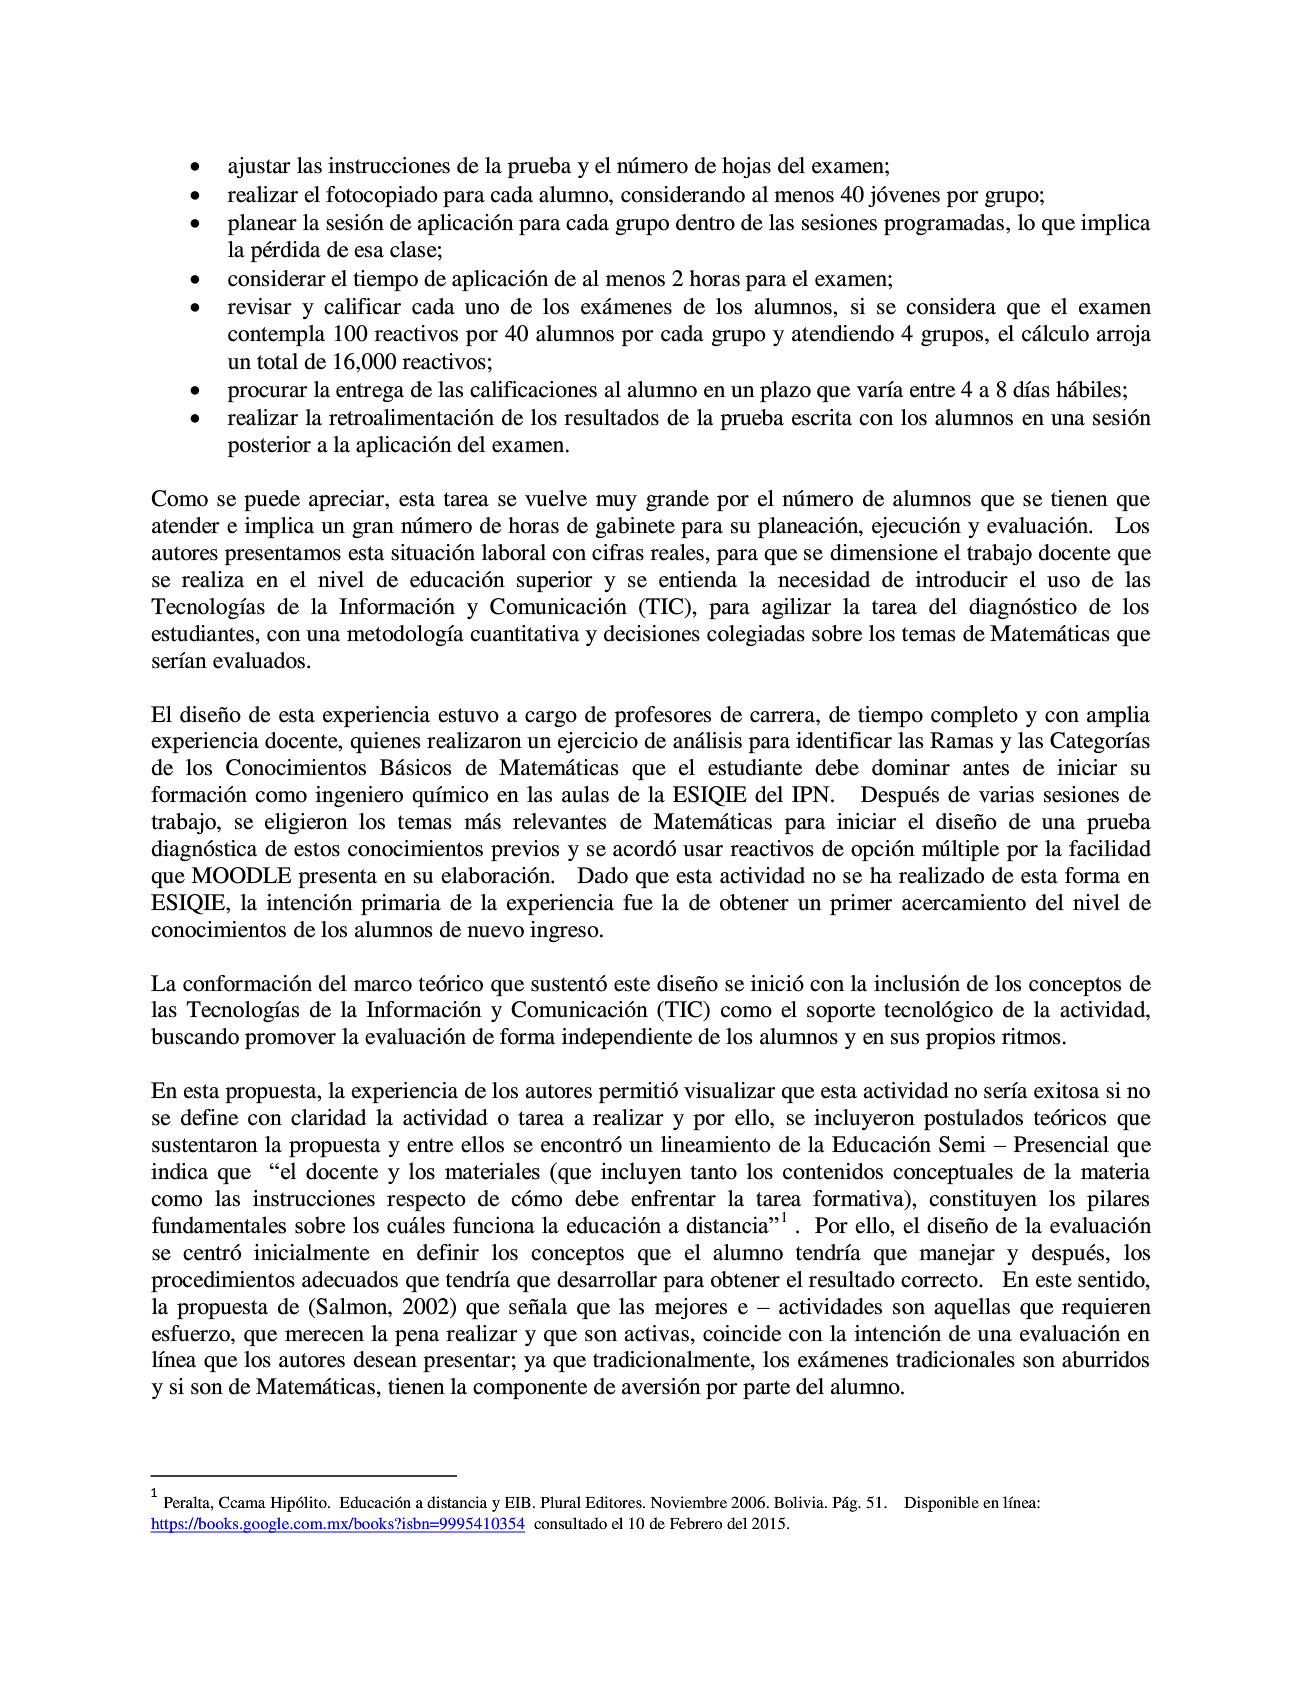 • ajustar las instrucciones de la prueba y el número de hojas del examen;
• realizar el fotocopiado para cada alumno, considerando al menos 40 jóvenes por grupo;
• planear la sesión de aplicación para cada grupo dentro de las sesiones programadas, lo que implica
la pérdida de esa clase;
• considerar el tiempo de aplicación de al menos 2 horas para el examen;
• revisar y calificar cada uno de los exámenes de los alumnos, si se considera que el examen
contempla 100 reactivos por 40 alumnos por cada grupo y atendiendo 4 grupos, el cálculo arroja
un total de 16,000 reactivos;
• procurar la entrega de las calificaciones al alumno en un plazo que varía entre 4 a 8 días hábiles;
• realizar la retroalimentación de los resultados de la prueba escrita con los alumnos en una sesión
posterior a la aplicación del examen.
Como se puede apreciar, esta tarea se vuelve muy grande por el número de alumnos que se tienen que
atender e implica un gran número de horas de gabinete para su planeación, ejecución y evaluación. Los
autores presentamos esta situación laboral con cifras reales, para que se dimensione el trabajo docente que
se realiza en el nivel de educación superior y se entienda la necesidad de introducir el uso de las
Tecnologías de la Información y Comunicación (TIC), para agilizar la tarea del diagnóstico de los
estudiantes, con una metodología cuantitativa y decisiones colegiadas sobre los temas de Matemáticas que
serían evaluados.
El diseño de esta experiencia estuvo a cargo de profesores de carrera, de tiempo completo y con amplia
experiencia docente, quienes realizaron un ejercicio de análisis para identificar las Ramas y las Categorías
de los Conocimientos Básicos de Matemáticas que el estudiante debe dominar antes de iniciar su
formación como ingeniero químico en las aulas de la ESIQIE del IPN. Después de varias sesiones de
trabajo, se eligieron los temas más relevantes de Matemáticas para iniciar el diseño de una prueba
diagnóstica de estos conocimientos previos y se acordó usar reactivos de opción múltiple por la facilidad
que MOODLE presenta en su elaboración. Dado que esta actividad no se ha realizado de esta forma en
ESIQIE, la intención primaria de la experiencia fue la de obtener un primer acercamiento del nivel de
conocimientos de los alumnos de nuevo ingreso.
La conformación del marco teórico que sustentó este diseño se inició con la inclusión de los conceptos de
las Tecnologías de la Información y Comunicación (TIC) como el soporte tecnológico de la actividad,
buscando promover la evaluación de forma independiente de los alumnos y en sus propios ritmos.
En esta propuesta, la experiencia de los autores permitió visualizar que esta actividad no sería exitosa si no
se define con claridad la actividad o tarea a realizar y por ello, se incluyeron postulados teóricos que
sustentaron la propuesta y entre ellos se encontró un lineamiento de la Educación Semi – Presencial que
indica que “el docente y los materiales (que incluyen tanto los contenidos conceptuales de la materia
como las instrucciones respecto de cómo debe enfrentar la tarea formativa), constituyen los pilares
fundamentales sobre los cuáles funciona la educación a distancia”1 . Por ello, el diseño de la evaluación
se centró inicialmente en definir los conceptos que el alumno tendría que manejar y después, los
procedimientos adecuados que tendría que desarrollar para obtener el resultado correcto. En este sentido,
la propuesta de (Salmon, 2002) que señala que las mejores e – actividades son aquellas que requieren
esfuerzo, que merecen la pena realizar y que son activas, coincide con la intención de una evaluación en
línea que los autores desean presentar; ya que tradicionalmente, los exámenes tradicionales son aburridos
y si son de Matemáticas, tienen la componente de aversión por parte del alumno.
1 Peralta, Ccama Hipólito. Educación a distancia y EIB. Plural Editores. Noviembre 2006. Bolivia. Pág. 51. Disponible en línea:
https://books.google.com.mx/books?isbn=9995410354 consultado el 10 de Febrero del 2015.